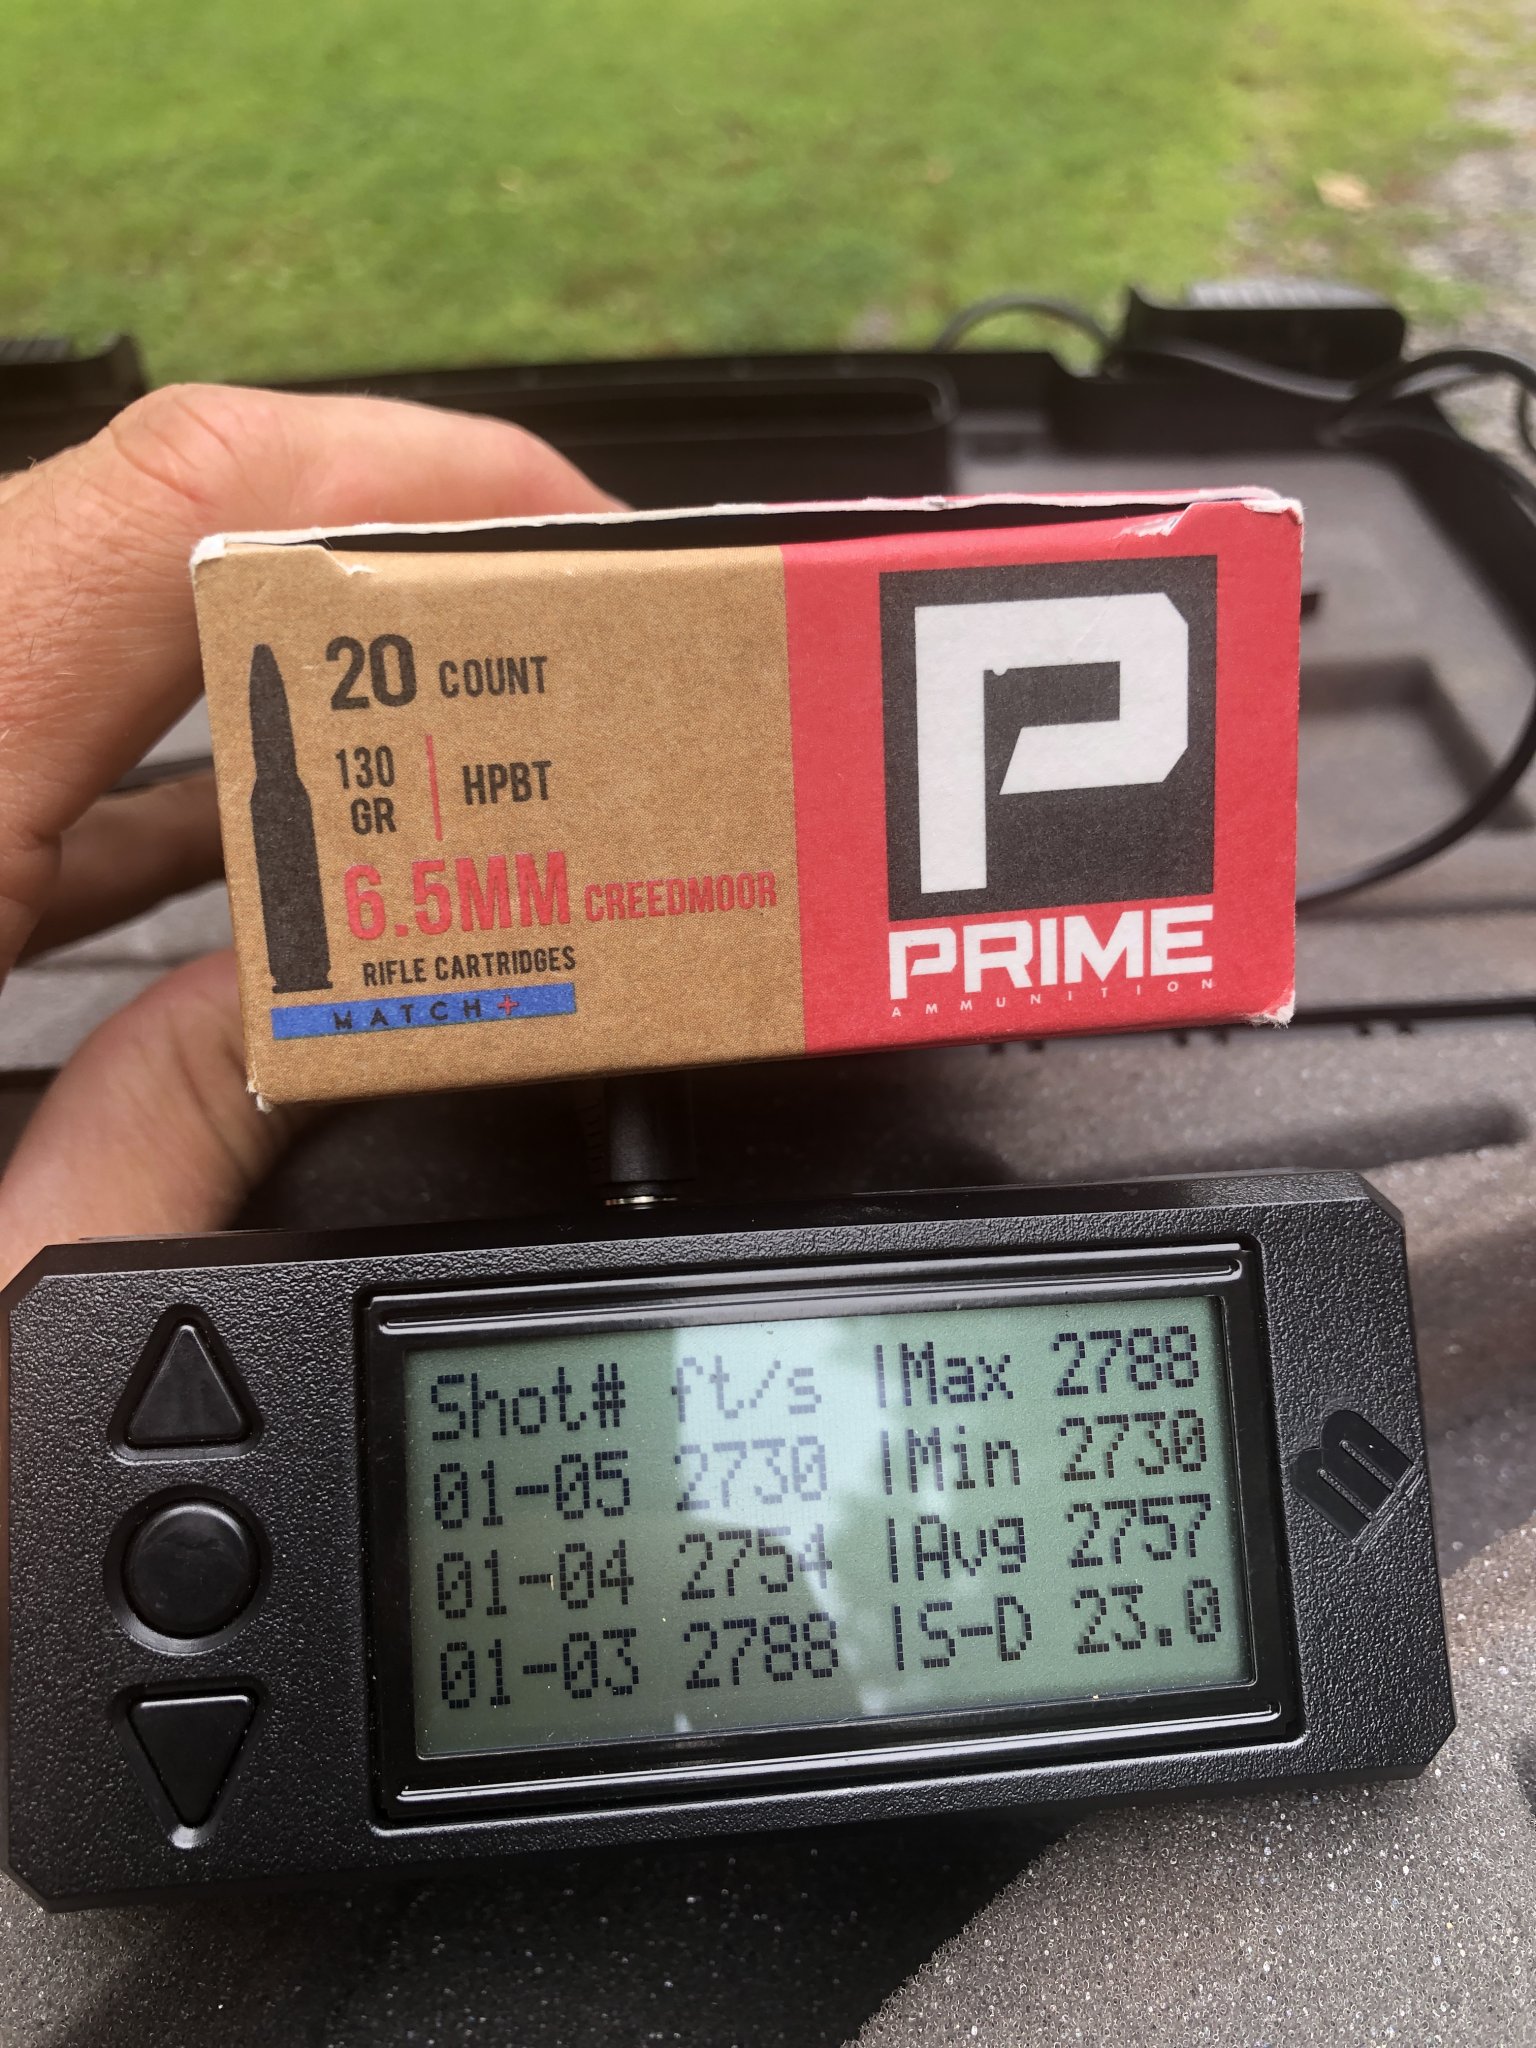 20 COUNT
130 GR | HPBT
6.5MM CREEDMOOR
RIFLE CARTRIDGES
MATCH+
P
PRIME
AMMUNITION
Shot# ft/s |Max 2788
01-05 2730 |Min 2730
01-04 2754 |Avg 2757
01-03 2788 |S-D 23.0
m